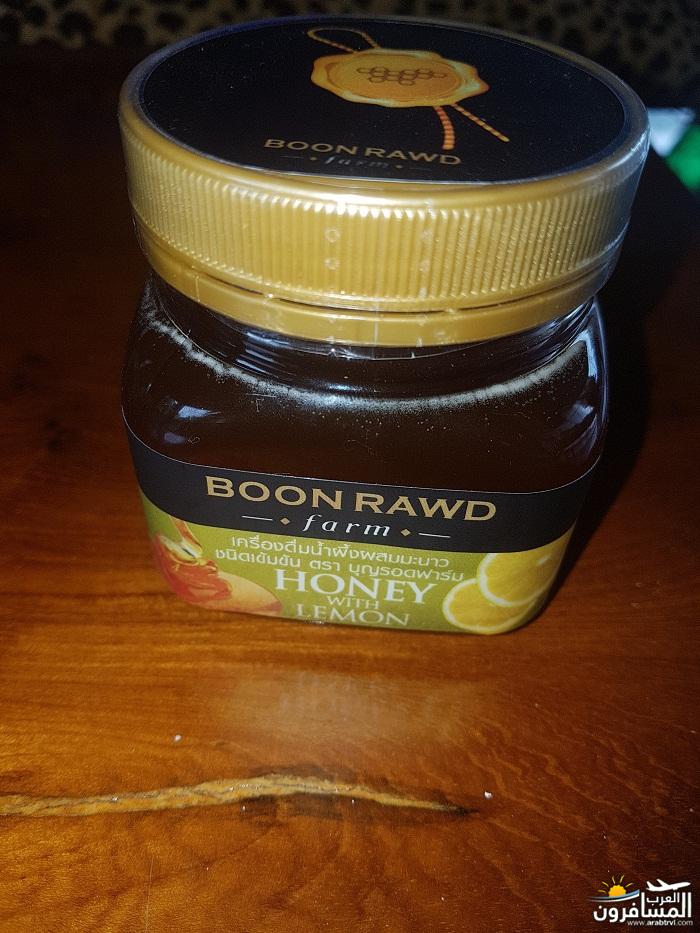 BOON RAWD
farm
BOON RAWD
farm
เครื่องดื่มน้ำผึ้งผสมมะนาว
ชนิดเข้มข้น ตรา บุญรอดฟาร์ม
HONEY
WITH
LEMON
العرب
المسافرون
www.arabtrvl.com